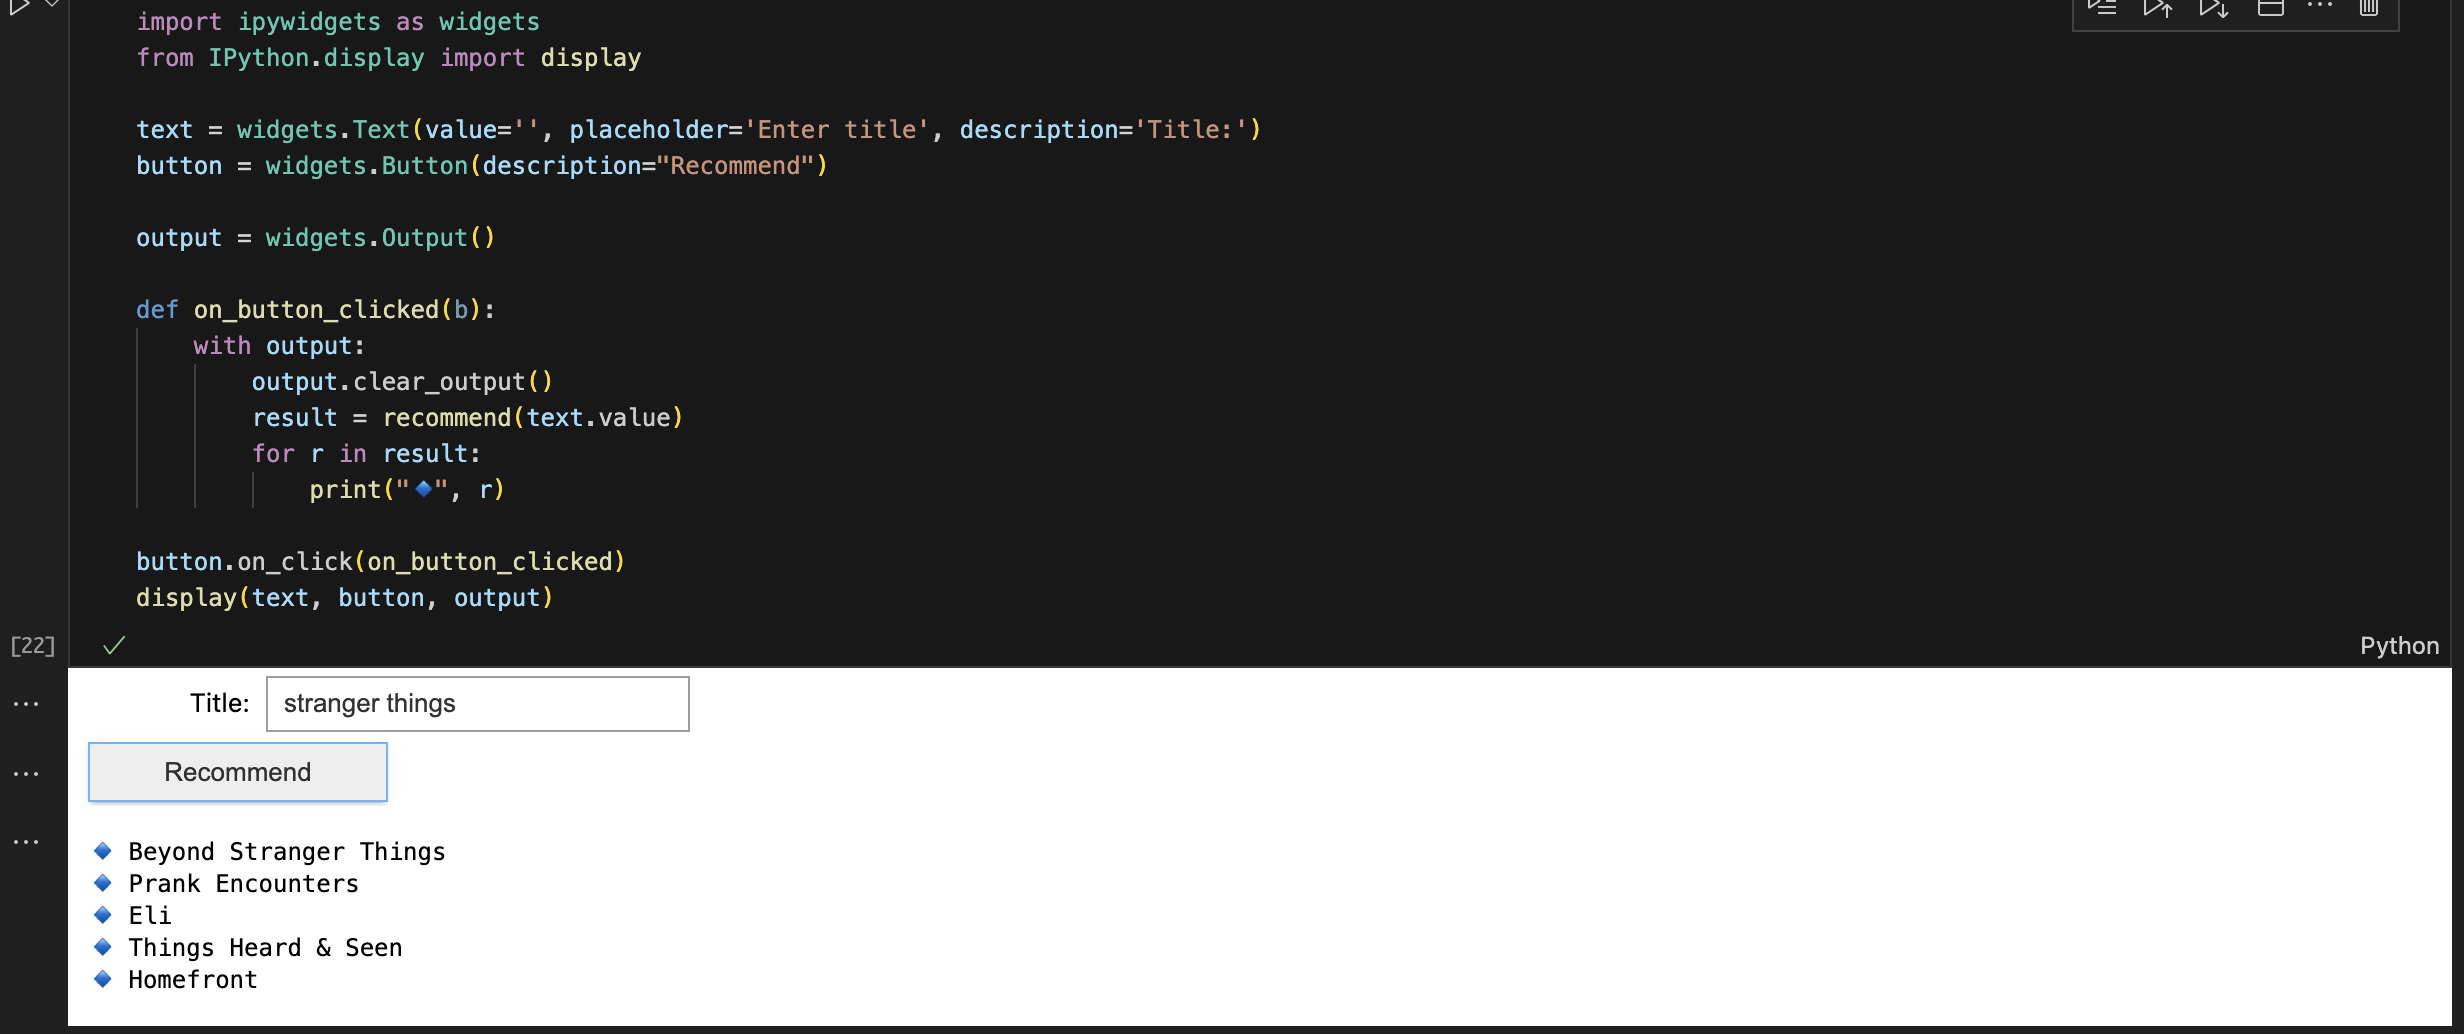 import ipywidgets as widgets
from IPython.display import display
text = widgets.Text(value='', placeholder='Enter title', description='Title:')
button = widgets.Button(description="Recommend")
output = widgets.Output()
def on_button_clicked(b):
    with output:
        output.clear_output()
        result = recommend(text.value)
        for r in result:
            print("🔹", r)
button.on_click(on_button_clicked)
display(text, button, output)
[22]
Python
Title: stranger things
Recommend
🔹 Beyond Stranger Things
🔹 Prank Encounters
🔹 Eli
🔹 Things Heard & Seen
🔹 Homefront